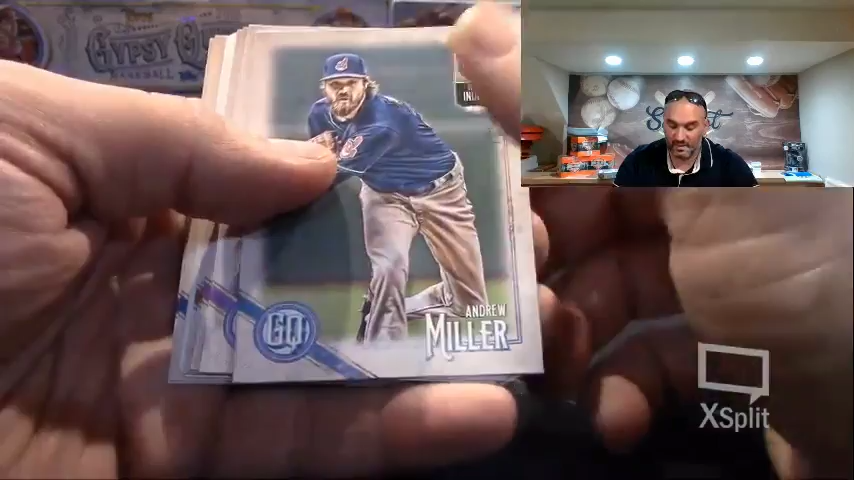 GYPSY QUEEN
BASEBALL
GQ
ANDREW
MILLER
XSplit